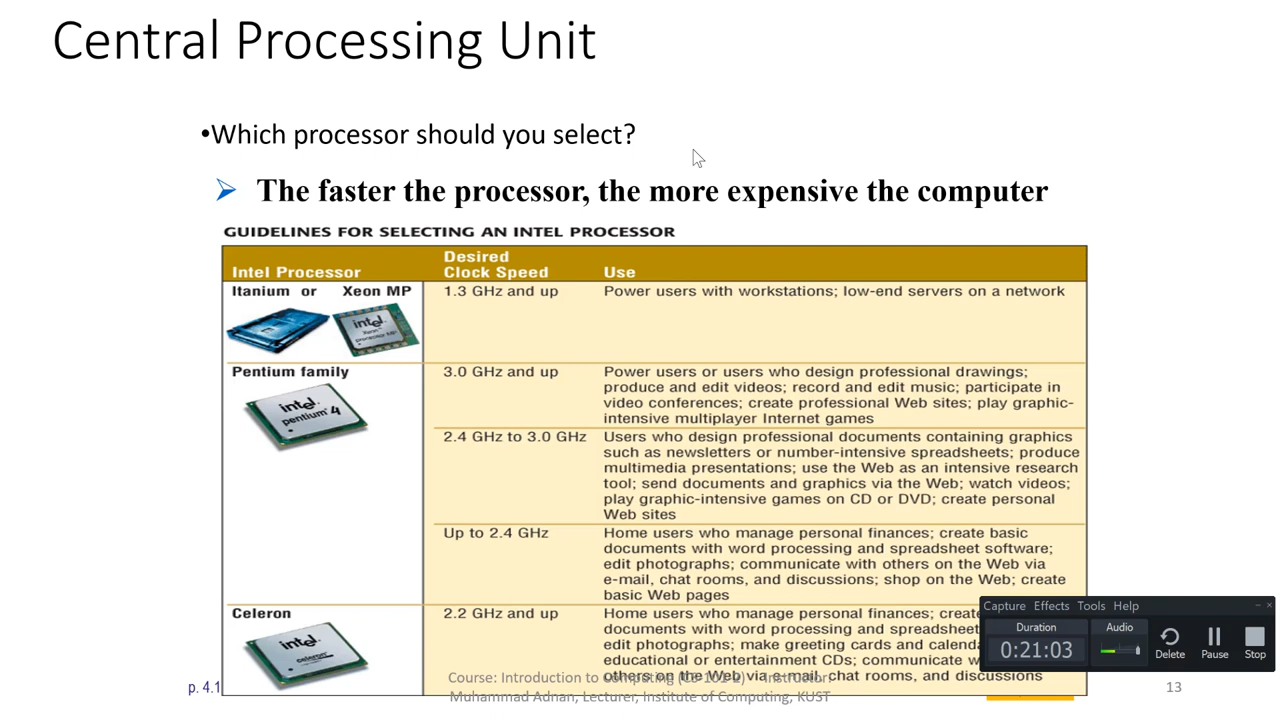 Central Processing Unit
•Which processor should you select?
➢ The faster the processor, the more expensive the computer
GUIDELINES FOR SELECTING AN INTEL PROCESSOR
Intel Processor Desired Clock Speed Use
Itanium or Xeon MP 1.3 GHz and up Power users with workstations; low-end servers on a network
intel
Xeon
processor MP
Pentium family 3.0 GHz and up Power users or users who design professional drawings;
produce and edit videos; record and edit music; participate in
video conferences; create professional Web sites; play graphic-
intensive multiplayer Internet games
intel
pentium 4
2.4 GHz to 3.0 GHz Users who design professional documents containing graphics
such as newsletters or number-intensive spreadsheets; produce
multimedia presentations; use the Web as an intensive research
tool; send documents and graphics via the Web; watch videos;
play graphic-intensive games on CD or DVD; create personal
Web sites
Up to 2.4 GHz Home users who manage personal finances; create basic
documents with word processing and spreadsheet software;
edit photographs; communicate with others on the Web via
e-mail, chat rooms, and discussions; shop on the Web; create
basic Web pages
Celeron 2.2 GHz and up Home users who manage personal finances; create
documents with word processing and spreadsheet
edit photographs; make greeting cards and
educational or entertainment CDs; communicate
others on the Web via e-mail, chat rooms, and discussions
intel
celeron
p. 4.1
Course: Introduction to Computing Instructor:
Muhammad Adnan, Lecturer, Institute of Computing, KUST
13
Capture Effects Tools Help
Duration Audio
0:21:03
Delete Pause Stop